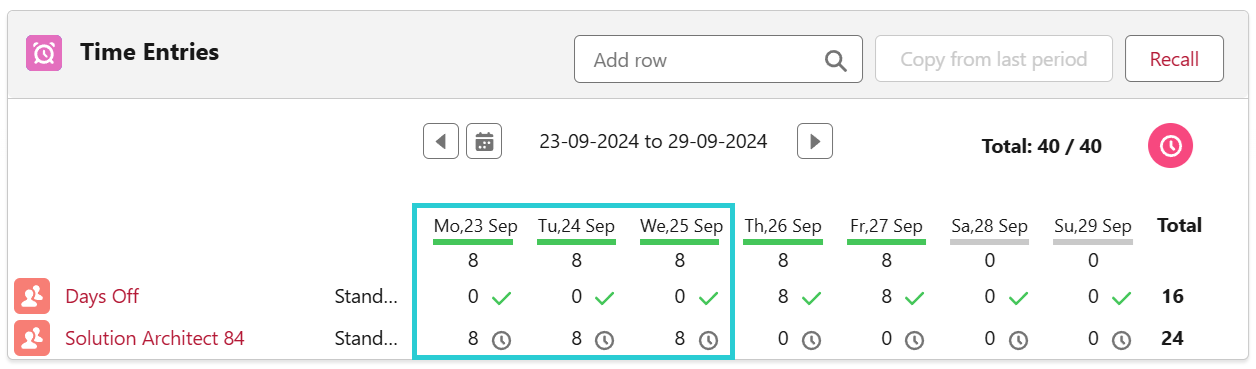 Time Entries Add row Copy from last period Recall
23-09-2024 to 29-09-2024 Total: 40 / 40
Mo,23 Sep Tu,24 Sep We,25 Sep Th,26 Sep Fr,27 Sep Sa,28 Sep Su,29 Sep Total
8 8 8 8 8 0 0
Days Off Stand... 0 0 0 8 8 0 0 16
Solution Architect 84 Stand... 8 8 8 0 0 0 0 24